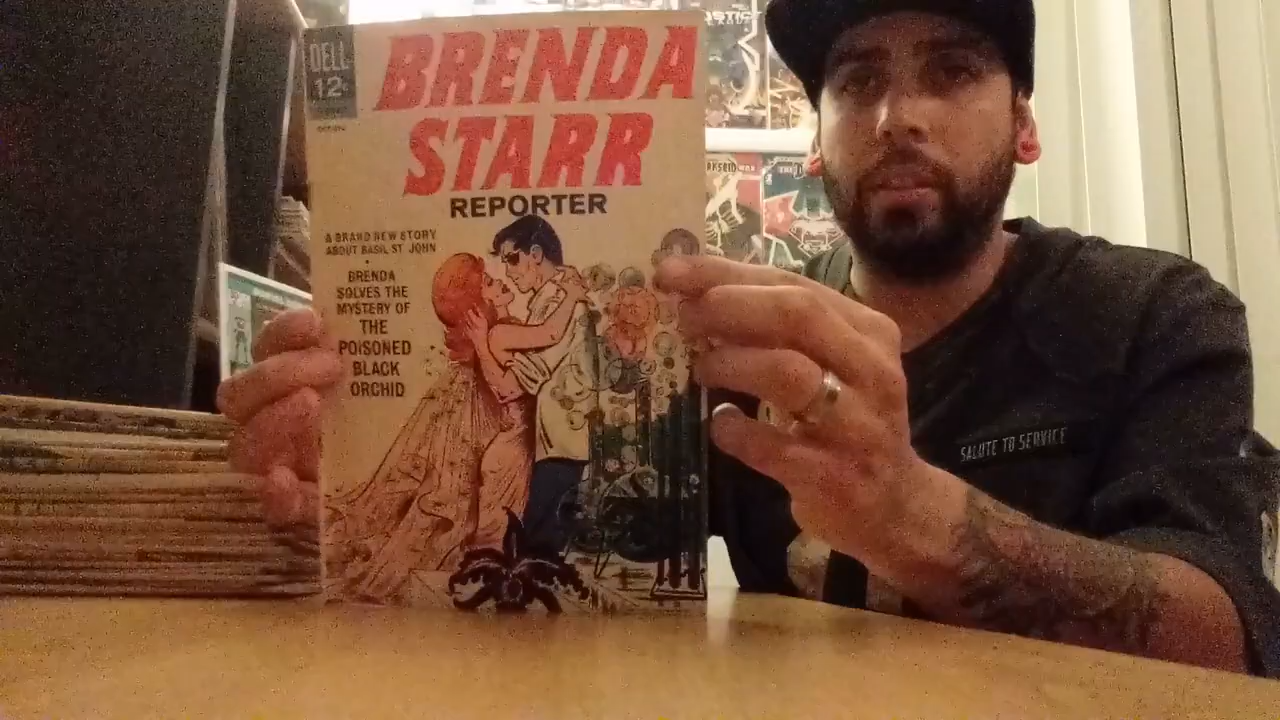 DELL
12¢
BRENDA
STARR
REPORTER
A BRAND NEW STORY
ABOUT BASIL ST. JOHN
BRENDA
SOLVES THE
MYSTERY OF
THE
POISONED
BLACK
ORCHID
SALUTE TO SERVICE